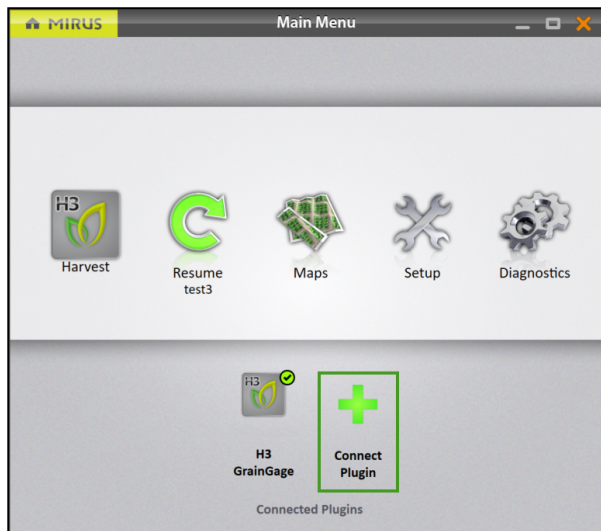 MIRUS
Main Menu
H3
Harvest
Resume
test3
Maps
Setup
Diagnostics
H3
H3
GrainGage
Connect
Plugin
Connected Plugins